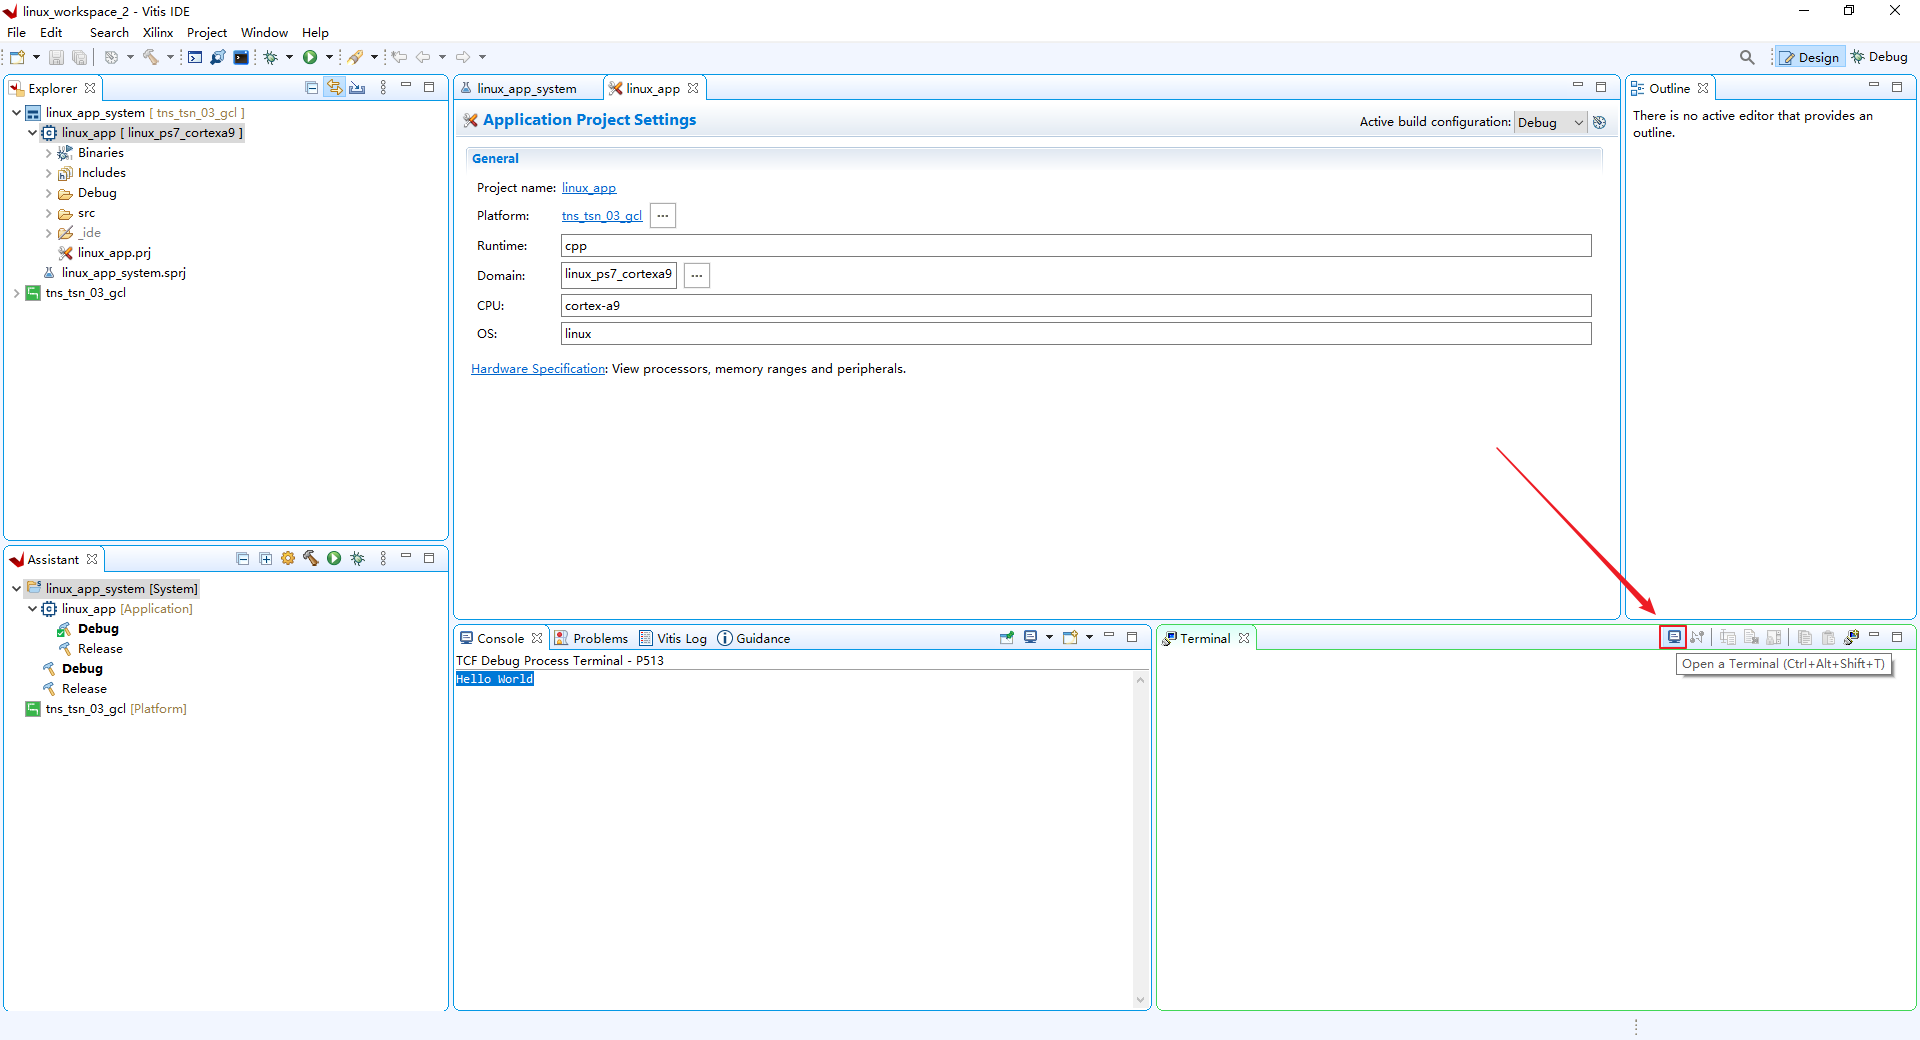 linux_workspace_2 - Vitis IDE
File Edit Search Xilinx Project Window Help
Design Debug
Explorer
linux_app_system [ tns_tsn_03_gcl ]
linux_app [ linux_ps7_cortexa9 ]
Binaries
Includes
Debug
src
_ide
linux_app.prj
linux_app_system.sprj
tns_tsn_03_gcl
Assistant
linux_app_system [System]
linux_app [Application]
Debug
Release
Debug
Release
tns_tsn_03_gcl [Platform]
linux_app_system linux_app
Application Project Settings
Active build configuration: Debug
General
Project name: linux_app
Platform: tns_tsn_03_gcl ...
Runtime: cpp
Domain: linux_ps7_cortexa9 ...
CPU: cortex-a9
OS: linux
Hardware Specification: View processors, memory ranges and peripherals.
Outline
There is no active editor that provides an
outline.
Console Problems Vitis Log Guidance
TCF Debug Process Terminal - P513
Hello World
Terminal
Open a Terminal (Ctrl+Alt+Shift+T)